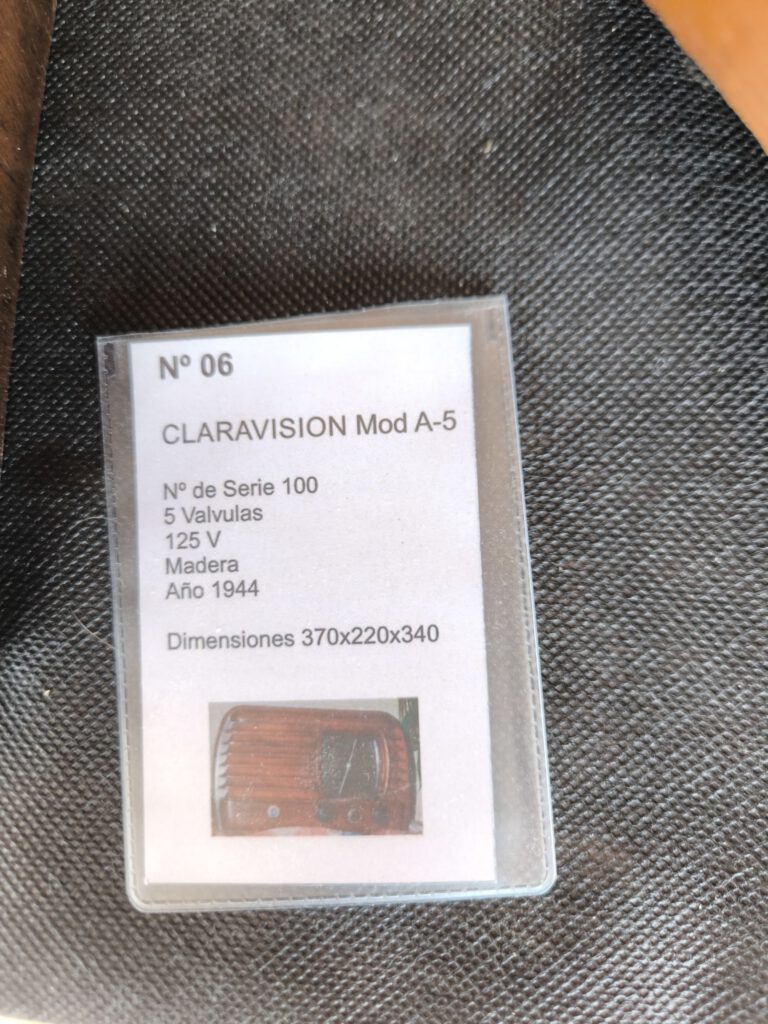 Nº 06
CLARAVISION Mod A-5
Nº de Serie 100
5 Valvulas
125 V
Madera
Año 1944
Dimensiones 370x220x340